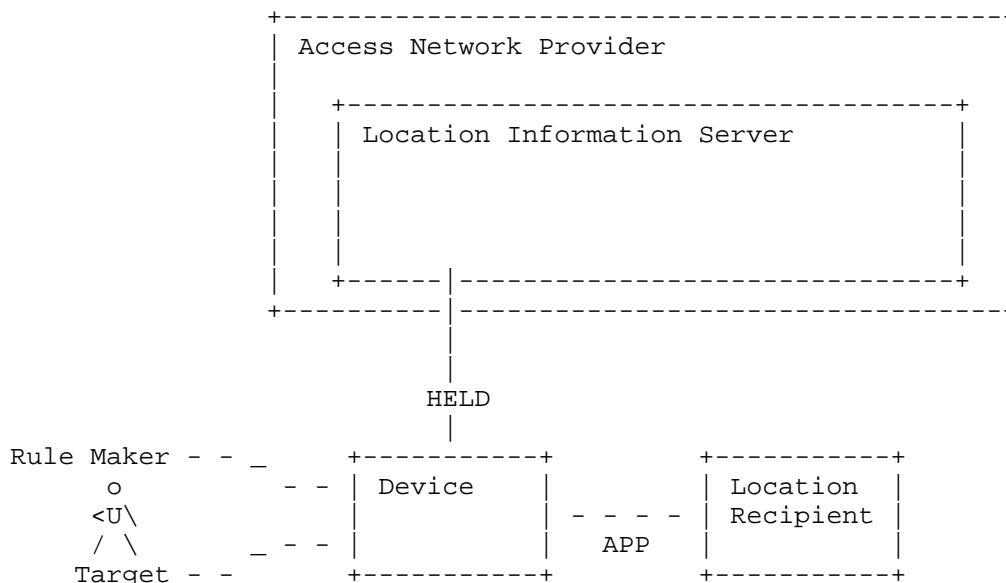 Access Network Provider
Location Information Server
HELD
Rule Maker - - _
o - - Device Location
<U\ - - - - Recipient
/ \ _ - - APP
Target - -